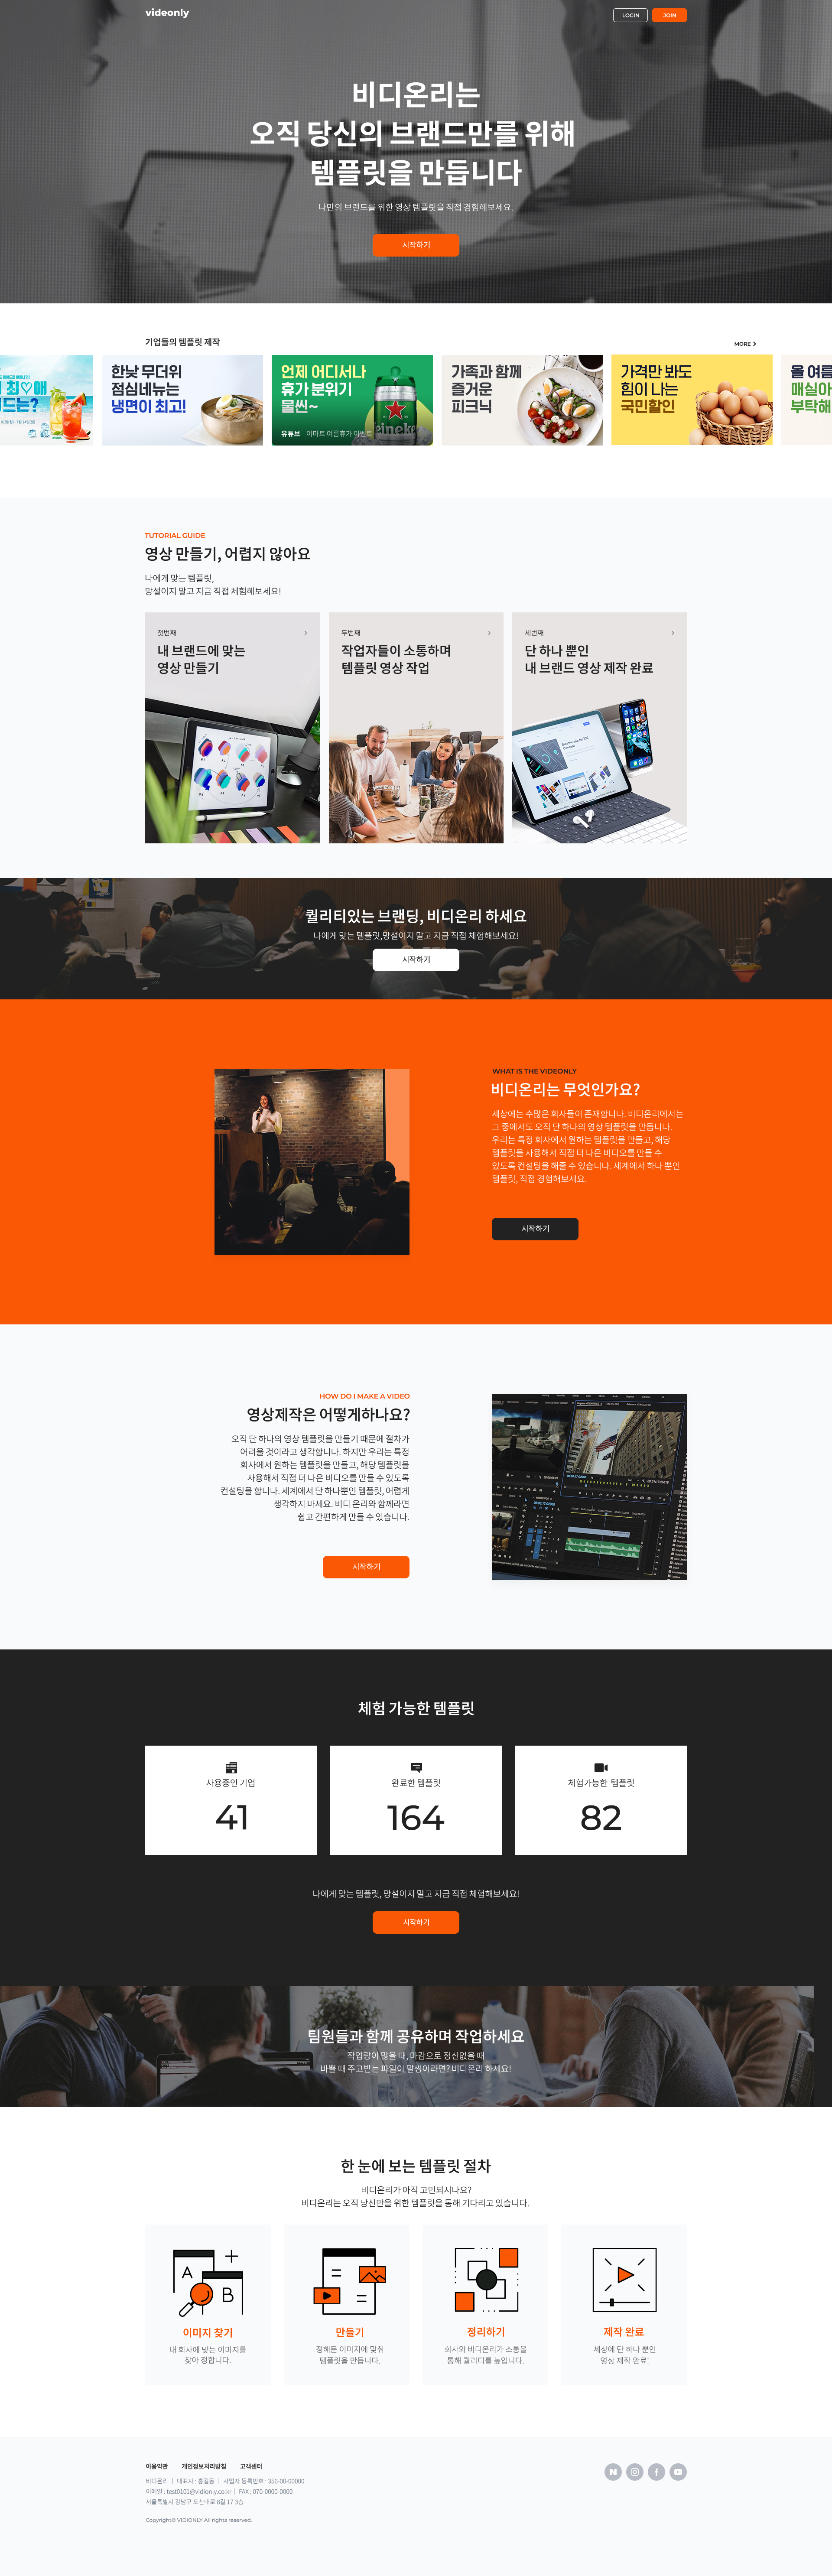 videonly
LOGIN
JOIN
비디온리는
오직 당신의 브랜드만를 위해
템플릿을 만듭니다
나만의 브랜드를 위한 영상 템플릿을 직접 경험해보세요.
시작하기
기업들의 템플릿 제작
MORE
한낮 무더위
점심네뉴는
냉면이 최고!
언제 어디서나
휴가 분위기
물씬~
유튜브 이마트 여름휴가 이벤트
가족과 함께
즐거운
피크닉
가격만 봐도
힘이 나는
국민할인
올 여름
매실아
부탁해
TUTORIAL GUIDE
영상 만들기, 어렵지 않아요
나에게 맞는 템플릿,
망설이지 말고 지금 직접 체험해보세요!
첫번째
내 브랜드에 맞는
영상 만들기
두번째
작업자들이 소통하며
템플릿 영상 작업
세번째
단 하나 뿐인
내 브랜드 영상 제작 완료
퀄리티있는 브랜딩, 비디온리 하세요
나에게 맞는 템플릿,망설이지 말고 지금 직접 체험해보세요!
시작하기
WHAT IS THE VIDEONLY
비디온리는 무엇인가요?
세상에는 수많은 회사들이 존재합니다. 비디온리에서는
그 중에서도 오직 단 하나의 영상 템플릿을 만듭니다.
우리는 특정 회사에서 원하는 템플릿을 만들고, 해당
템플릿을 사용해서 직접 더 나은 비디오를 만들 수
있도록 컨설팅을 해줄 수 있습니다. 세계에서 하나 뿐인
템플릿, 직접 경험해보세요.
시작하기
HOW DO I MAKE A VIDEO
영상제작은 어떻게하나요?
오직 단 하나의 영상 템플릿을 만들기 때문에 절차가
어려울 것이라고 생각합니다. 하지만 우리는 특정
회사에서 원하는 템플릿을 만들고, 해당 템플릿을
사용해서 직접 더 나은 비디오를 만들 수 있도록
컨설팅을 합니다. 세계에서 단 하나뿐인 템플릿, 어렵게
생각하지 마세요. 비디 온리와 함께라면
쉽고 간편하게 만들 수 있습니다.
시작하기
체험 가능한 템플릿
사용중인 기업
41
완료한 템플릿
164
체험가능한 템플릿
82
나에게 맞는 템플릿, 망설이지 말고 지금 직접 체험해보세요!
시작하기
팀원들과 함께 공유하며 작업하세요
작업량이 많을 때, 마감으로 정신없을 때
바쁠 때 주고받는 파일이 말썽이라면? 비디온리 하세요!
한 눈에 보는 템플릿 절차
비디온리가 아직 고민되시나요?
비디온리는 오직 당신만을 위한 템플릿을 통해 기다리고 있습니다.
A
B
이미지 찾기
내 회사에 맞는 이미지를
찾아 정합니다.
만들기
정해둔 이미지에 맞춰
템플릿을 만듭니다.
정리하기
회사와 비디온리가 소통을
통해 퀄리티를 높입니다.
제작 완료
세상에 단 하나 뿐인
영상 제작 완료!
이용약관 개인정보처리방침 고객센터
비디온리 | 대표자 : 홍길동 | 사업자 등록번호 : 356-00-00000
이메일 : test0101@vidionly.co.kr | FAX : 070-0000-0000
서울특별시 강남구 도산대로 8길 17 3층
Copyright© VIDIONLY All rights reserved.